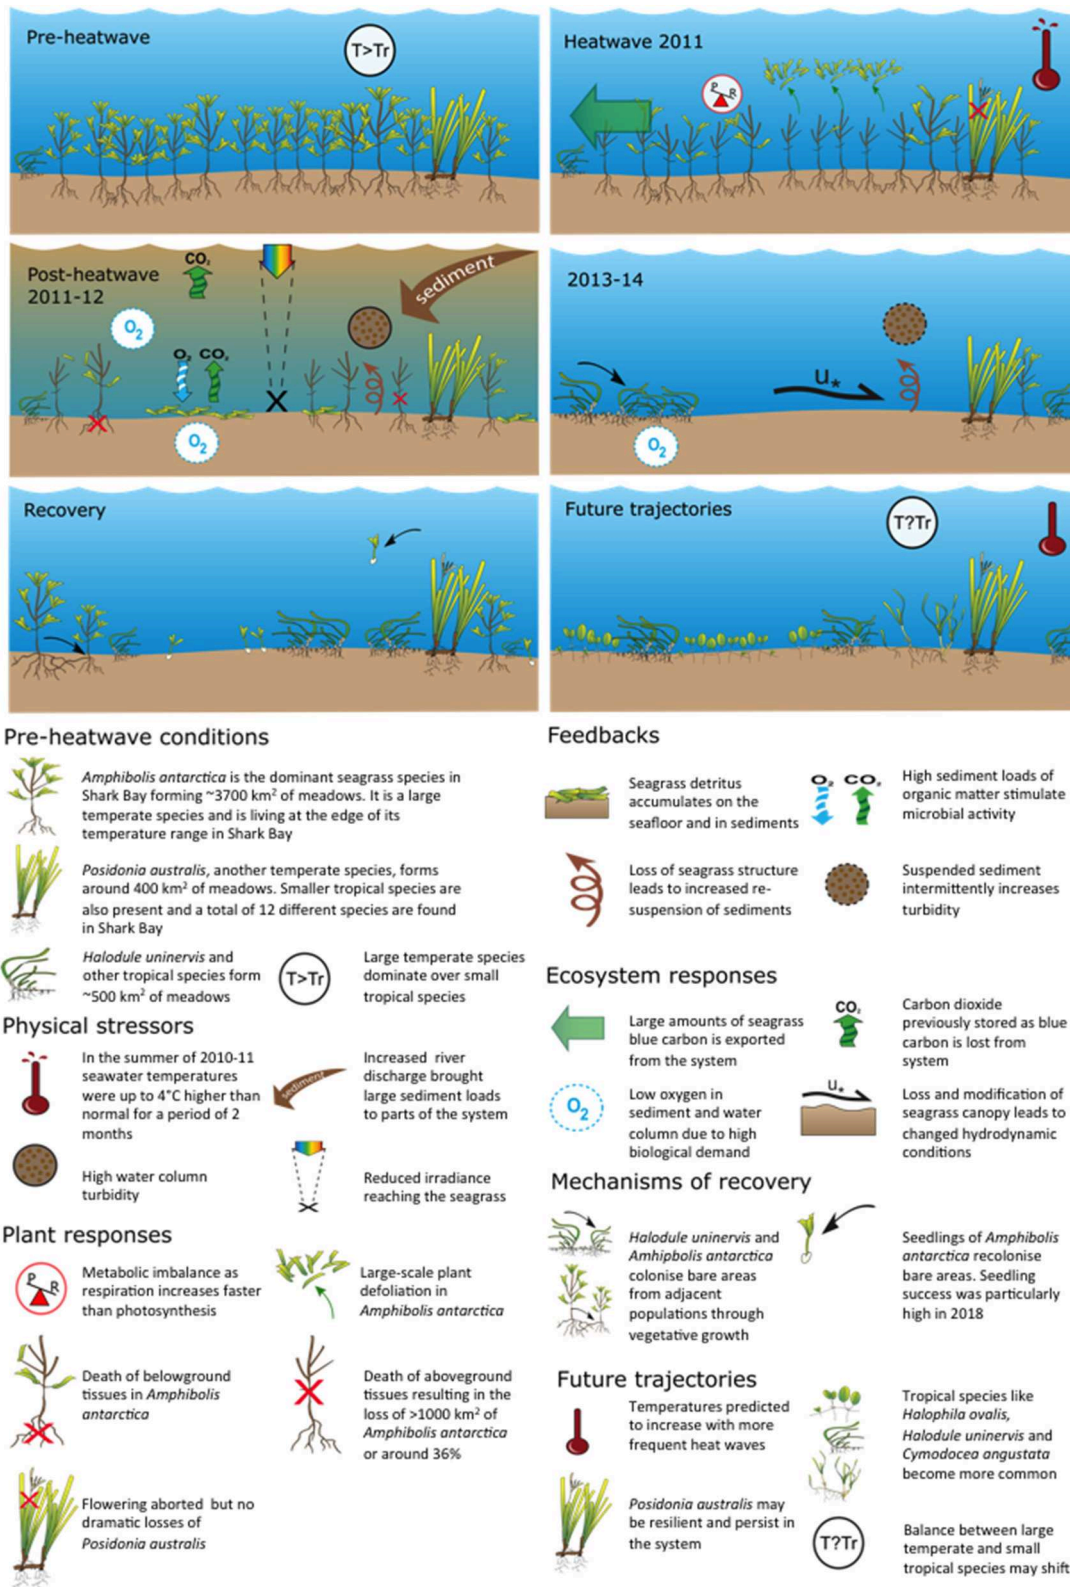 Pre-heatwave
T>Tr
Heatwave 2011
P R
Post-heatwave
2011-12
CO₂
sediment
O₂
O₂ CO₂
O₂
2013-14
U*
O₂
Recovery
Future trajectories
T?Tr
Pre-heatwave conditions
Amphibolis antarctica is the dominant seagrass species in
Shark Bay forming ~3700 km² of meadows. It is a large
temperate species and is living at the edge of its
temperature range in Shark Bay
Posidonia australis, another temperate species, forms
around 400 km² of meadows. Smaller tropical species are
also present and a total of 12 different species are found
in Shark Bay
Halodule uninervis and
other tropical species form
~500 km² of meadows
T>Tr
Large temperate species
dominate over small
tropical species
Physical stressors
In the summer of 2010-11
seawater temperatures
were up to 4°C higher than
normal for a period of 2
months
sediment
Increased river
discharge brought
large sediment loads
to parts of the system
High water column
turbidity
Reduced irradiance
reaching the seagrass
Plant responses
P R
Metabolic imbalance as
respiration increases faster
than photosynthesis
Large-scale plant
defoliation in
Amphibolis antarctica
Death of belowground
tissues in Amphibolis
antarctica
Death of aboveground
tissues resulting in the
loss of >1000 km² of
Amphibolis antarctica
or around 36%
Flowering aborted but no
dramatic losses of
Posidonia australis
Feedbacks
Seagrass detritus
accumulates on the
seafloor and in sediments
O₂ CO₂
High sediment loads of
organic matter stimulate
microbial activity
Loss of seagrass structure
leads to increased re-
suspension of sediments
Suspended sediment
intermittently increases
turbidity
Ecosystem responses
Large amounts of seagrass
blue carbon is exported
from the system
CO₂
Carbon dioxide
previously stored as blue
carbon is lost from
system
O₂
Low oxygen in
sediment and water
column due to high
biological demand
U*
Loss and modification of
seagrass canopy leads to
changed hydrodynamic
conditions
Mechanisms of recovery
Halodule uninervis and
Amhipbolis antarctica
colonise bare areas
from adjacent
populations through
vegetative growth
Seedlings of Amphibolis
antarctica recolonise
bare areas. Seedling
success was particularly
high in 2018
Future trajectories
Temperatures predicted
to increase with more
frequent heat waves
Tropical species like
Halophila ovalis,
Halodule uninervis and
Cymodocea angustata
become more common
Posidonia australis may
be resilient and persist in
the system
T?Tr
Balance between large
temperate and small
tropical species may shift